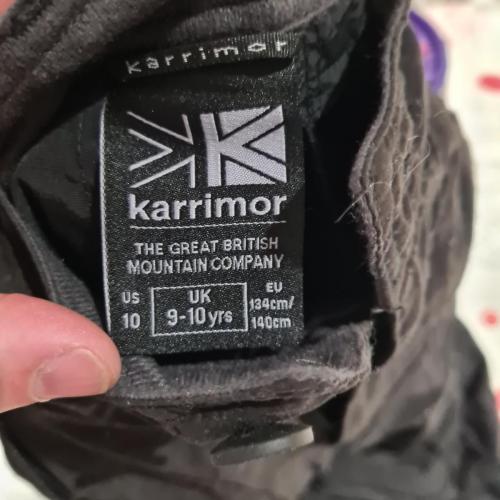 karrimor
karrimor
THE GREAT BRITISH
MOUNTAIN COMPANY
US
10
UK
9-10yrs
EU
134cm/
140cm